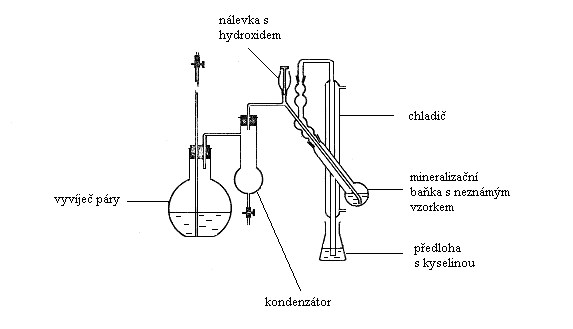 nálevka s
hydroxidem
chladič
mineralizační
baňka s neznámým
vzorkem
vyvíječ páry
předloha
s kyselinou
kondenzátor